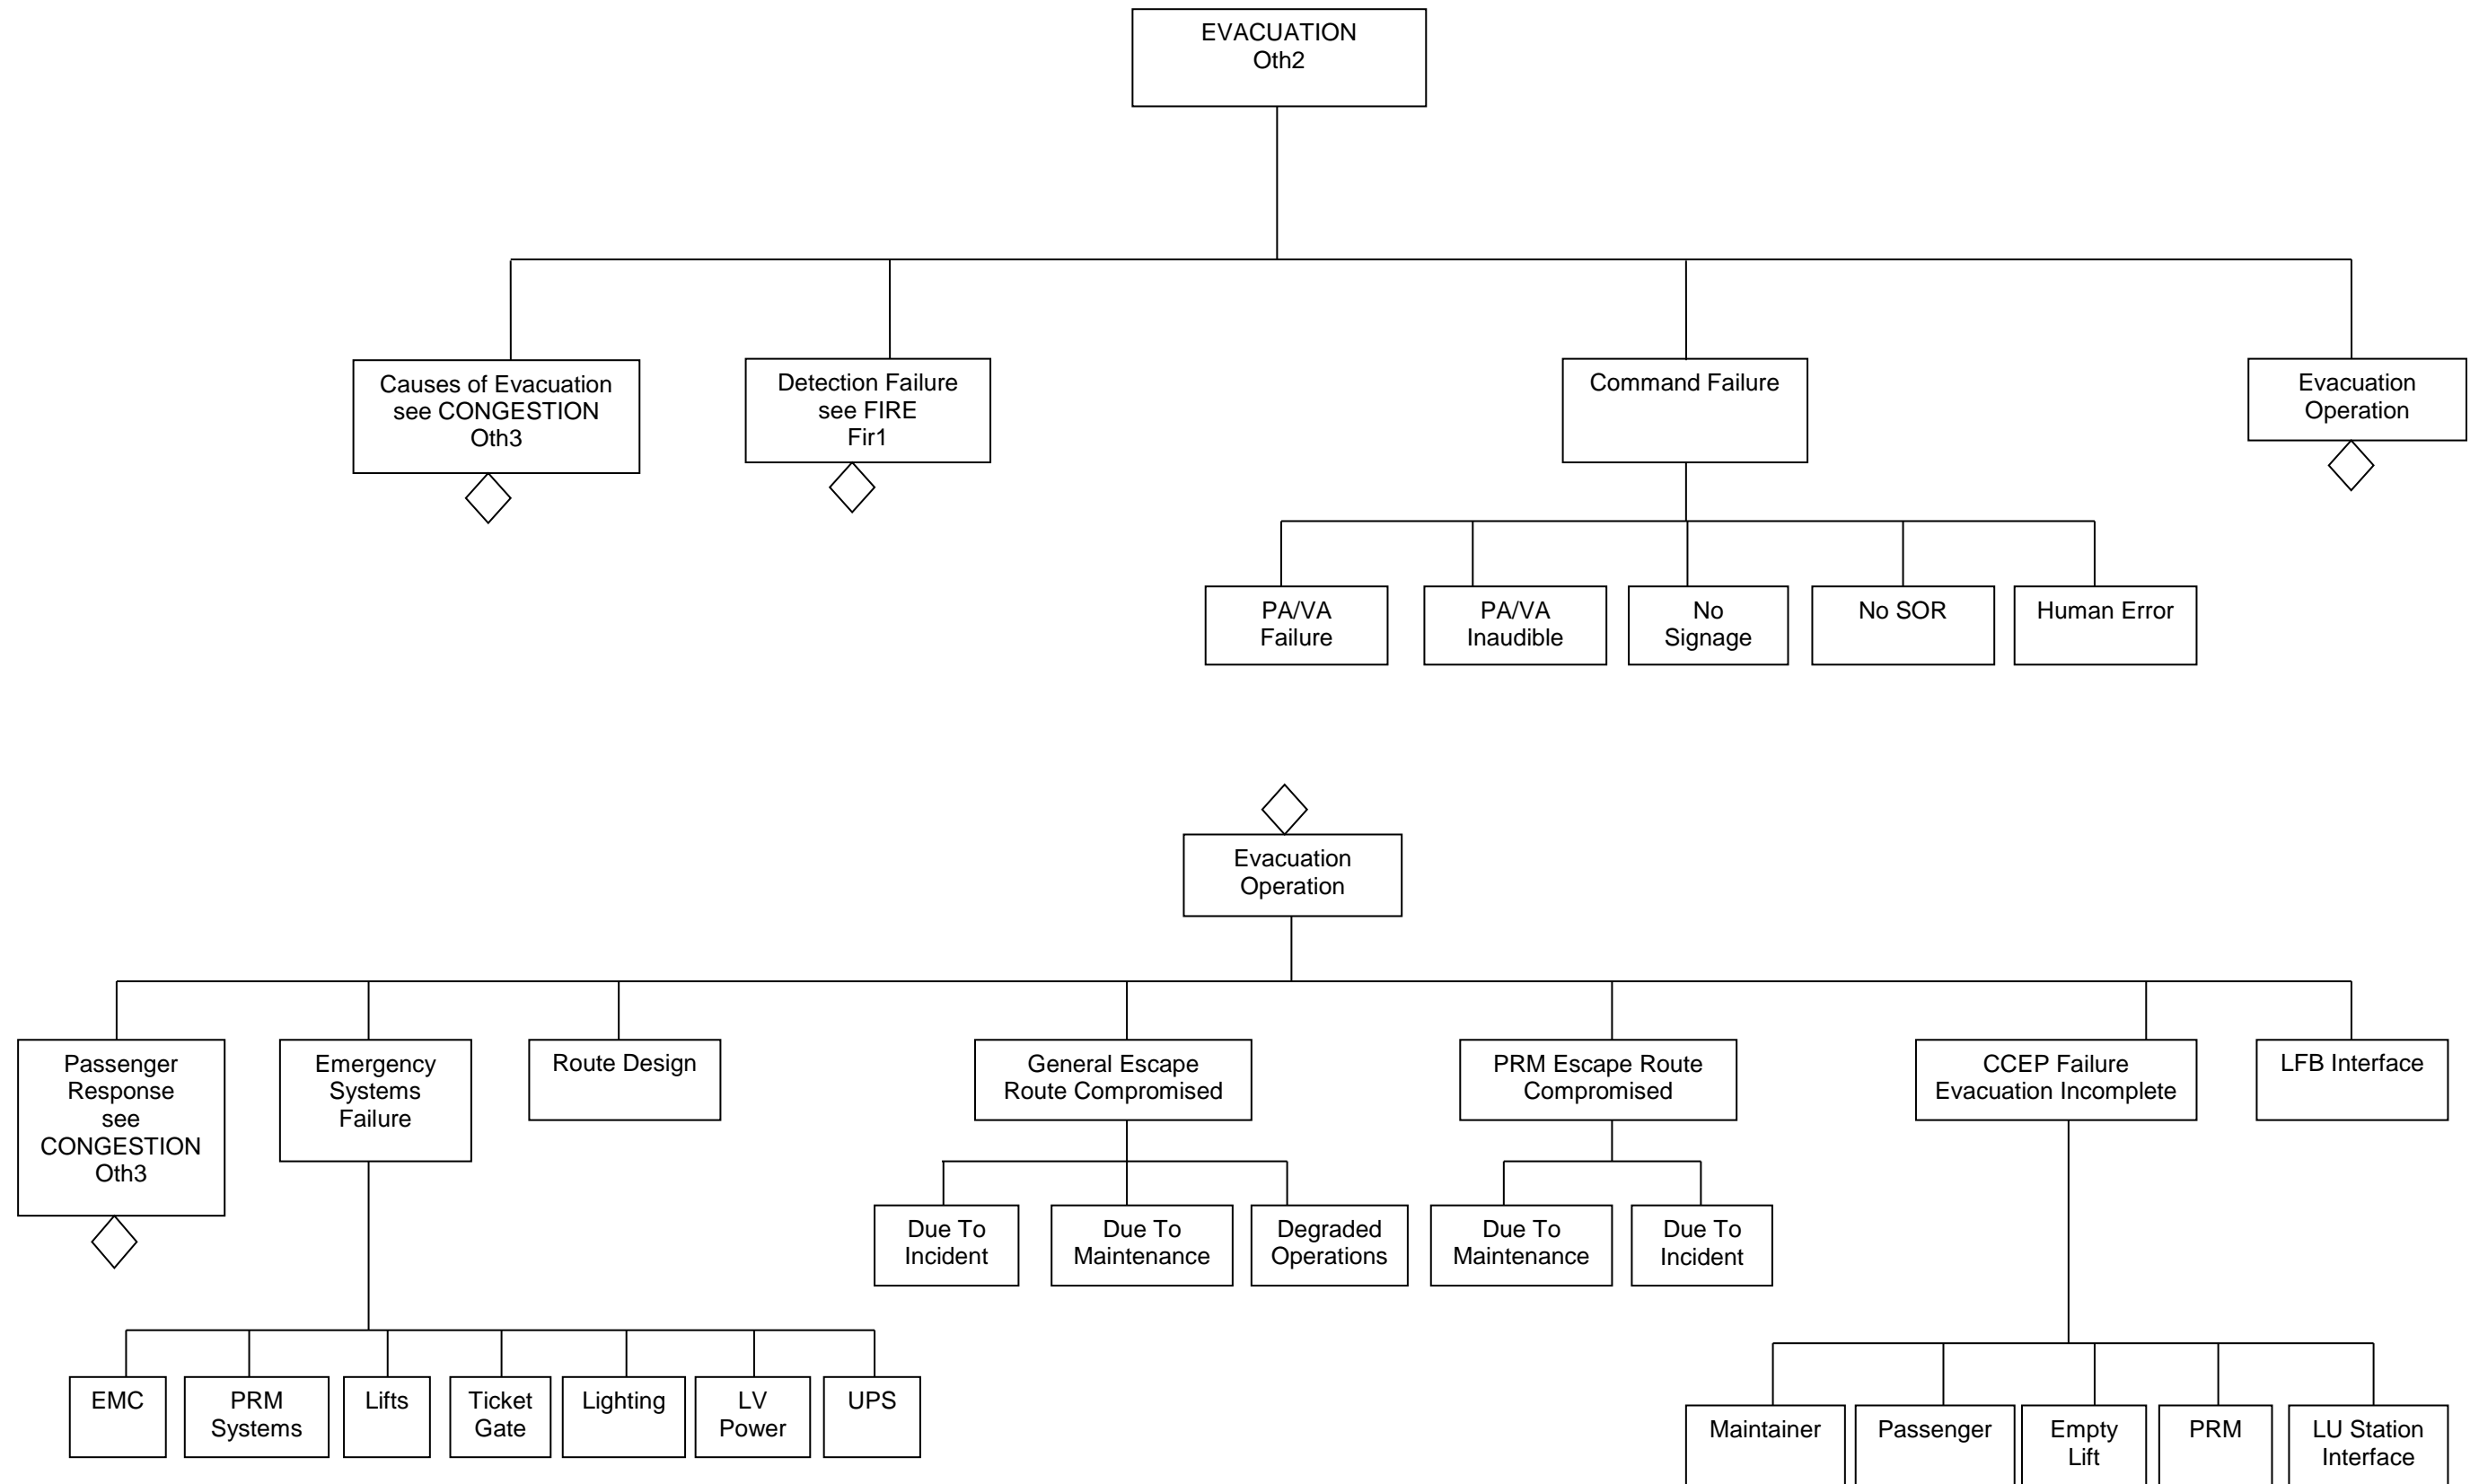 EVACUATION
Oth2
Causes of Evacuation
see CONGESTION
Oth3
Detection Failure
see FIRE
Fir1
Command Failure
Evacuation
Operation
PA/VA
Failure
PA/VA
Inaudible
No
Signage
No SOR
Human Error
Evacuation
Operation
Passenger
Response
see
CONGESTION
Oth3
Emergency
Systems
Failure
Route Design
General Escape
Route Compromised
PRM Escape Route
Compromised
CCEP Failure
Evacuation Incomplete
LFB Interface
Due To
Incident
Due To
Maintenance
Degraded
Operations
Due To
Maintenance
Due To
Incident
EMC
PRM
Systems
Lifts
Ticket
Gate
Lighting
LV
Power
UPS
Maintainer
Passenger
Empty
Lift
PRM
LU Station
Interface